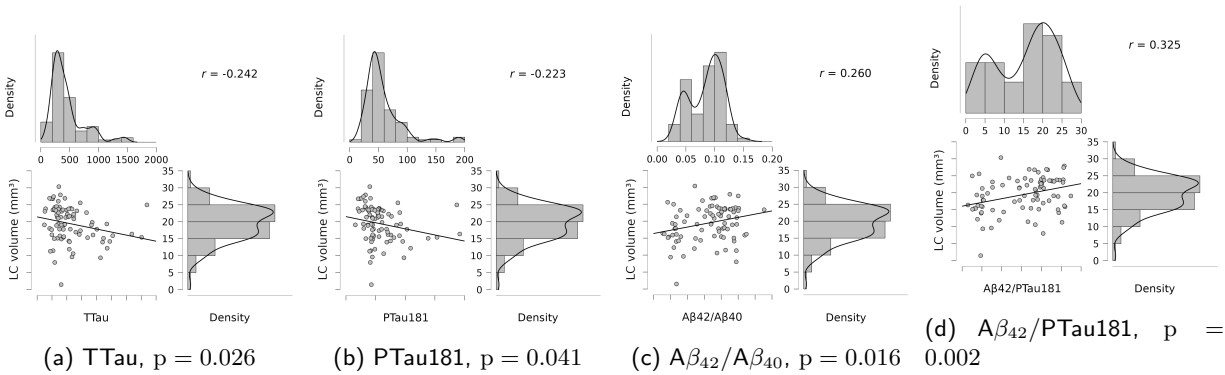 Density
r = -0.242
0 500 1000 1500 2000
LC volume (mm³)
35
30
25
20
15
10
5
0
TTau
Density
(a) TTau, p = 0.026
Density
r = -0.223
0 50 100 150 200
LC volume (mm³)
35
30
25
20
15
10
5
0
PTau181
Density
(b) PTau181, p = 0.041
Density
r = 0.260
0.00 0.05 0.10 0.15 0.20
LC volume (mm³)
35
30
25
20
15
10
5
0
Aβ42/Aβ40
Density
(c) Aβ₄₂/Aβ₄₀, p = 0.016
Density
r = 0.325
0 5 10 15 20 25 30
LC volume (mm³)
35
30
25
20
15
10
5
0
Aβ42/PTau181
Density
(d) Aβ₄₂/PTau181, p =
0.002